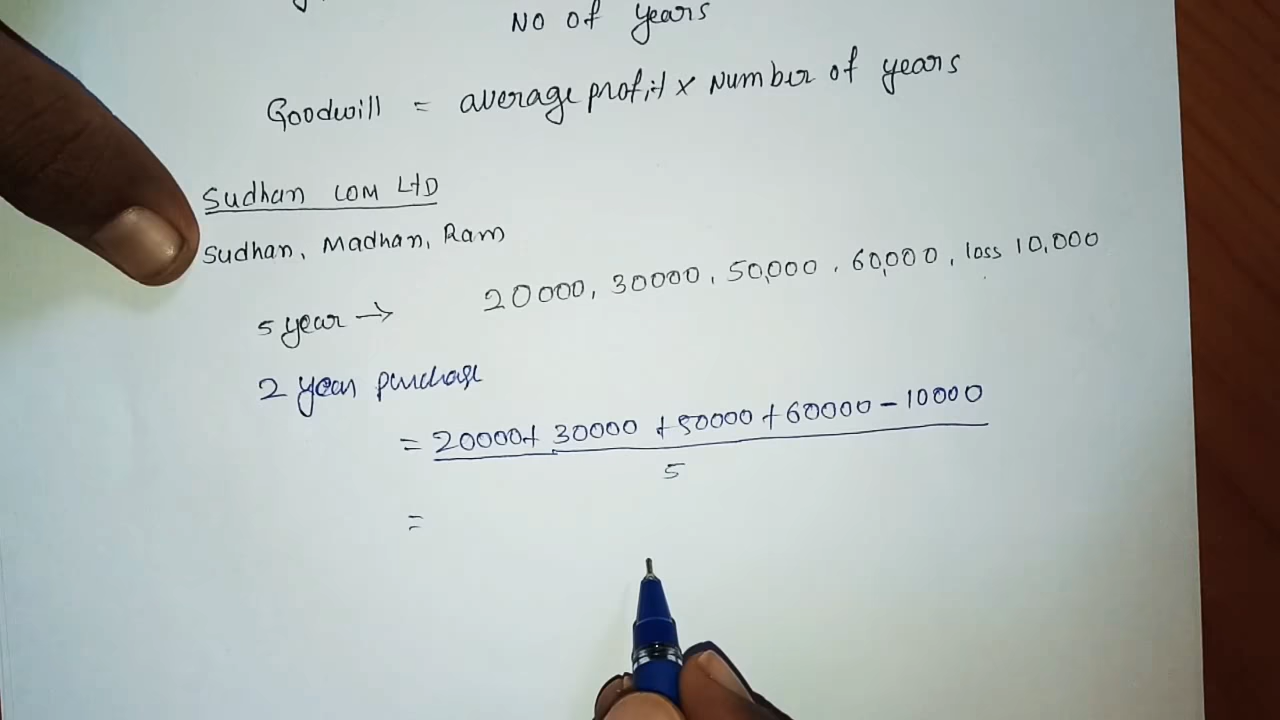 No of years
Goodwill = average profit × Number of years
Sudhan COM LtD
Sudhan, Madhan, Ram
5 year → 20000, 30000, 50,000, 60,000, loss 10,000
2 year purchase
= 20000+ 30000 +50000+60000-10000
5
=